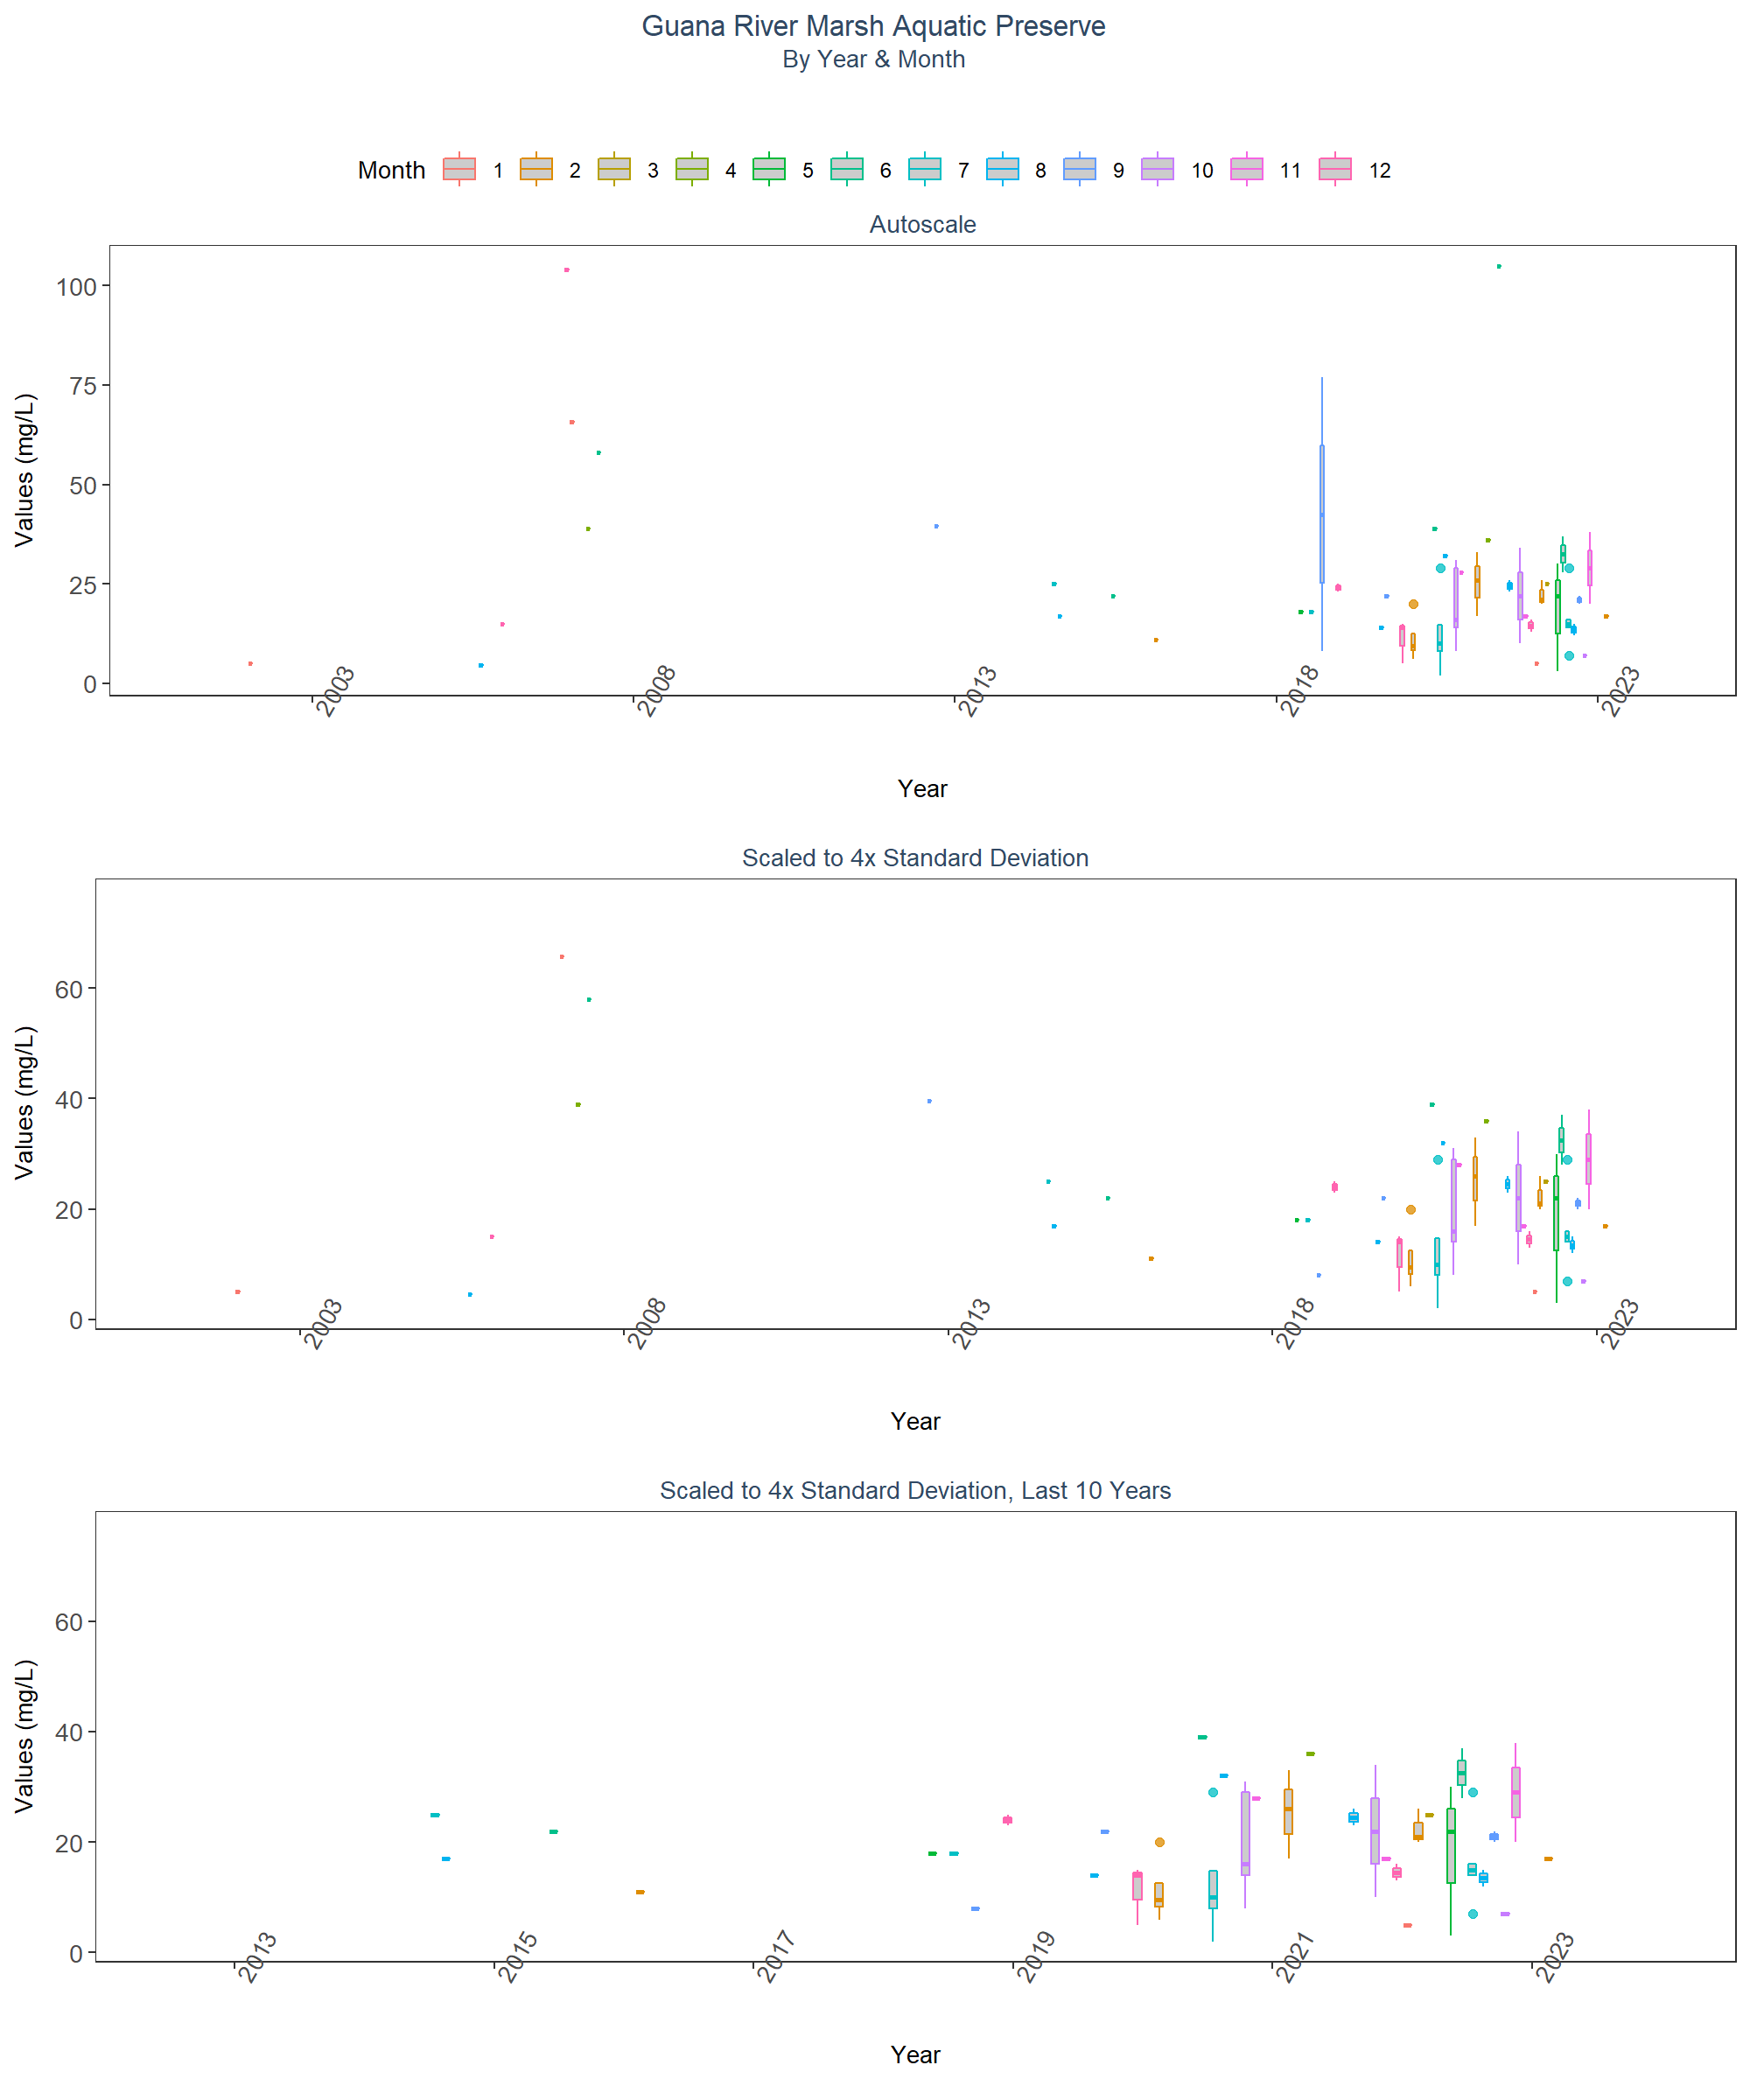 Guana River Marsh Aquatic Preserve
By Year & Month
Month 1 2 3 4 5 6 7 8 9 10 11 12
Autoscale
Values (mg/L)
100
75
50
25
0
2003 2008 2013 2018 2023
Year
Scaled to 4x Standard Deviation
Values (mg/L)
60
40
20
0
2003 2008 2013 2018 2023
Year
Scaled to 4x Standard Deviation, Last 10 Years
Values (mg/L)
60
40
20
0
2013 2015 2017 2019 2021 2023
Year